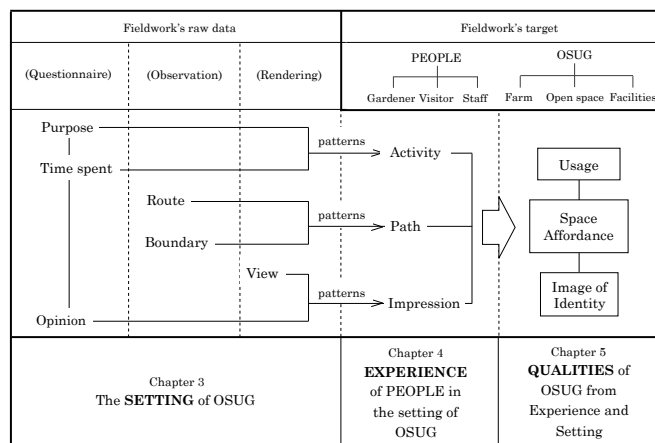 Fieldwork's raw data
Fieldwork's target
(Questionnaire)
(Observation)
(Rendering)
PEOPLE
OSUG
Gardener Visitor Staff
Farm Open space Facilities
Purpose
Time spent
patterns
Activity
Usage
Route
Boundary
patterns
Path
Space
Affordance
View
Opinion
patterns
Impression
Image of
Identity
Chapter 3
The SETTING of OSUG
Chapter 4
EXPERIENCE
of PEOPLE in
the setting of
OSUG
Chapter 5
QUALITIES of
OSUG from
Experience and
Setting